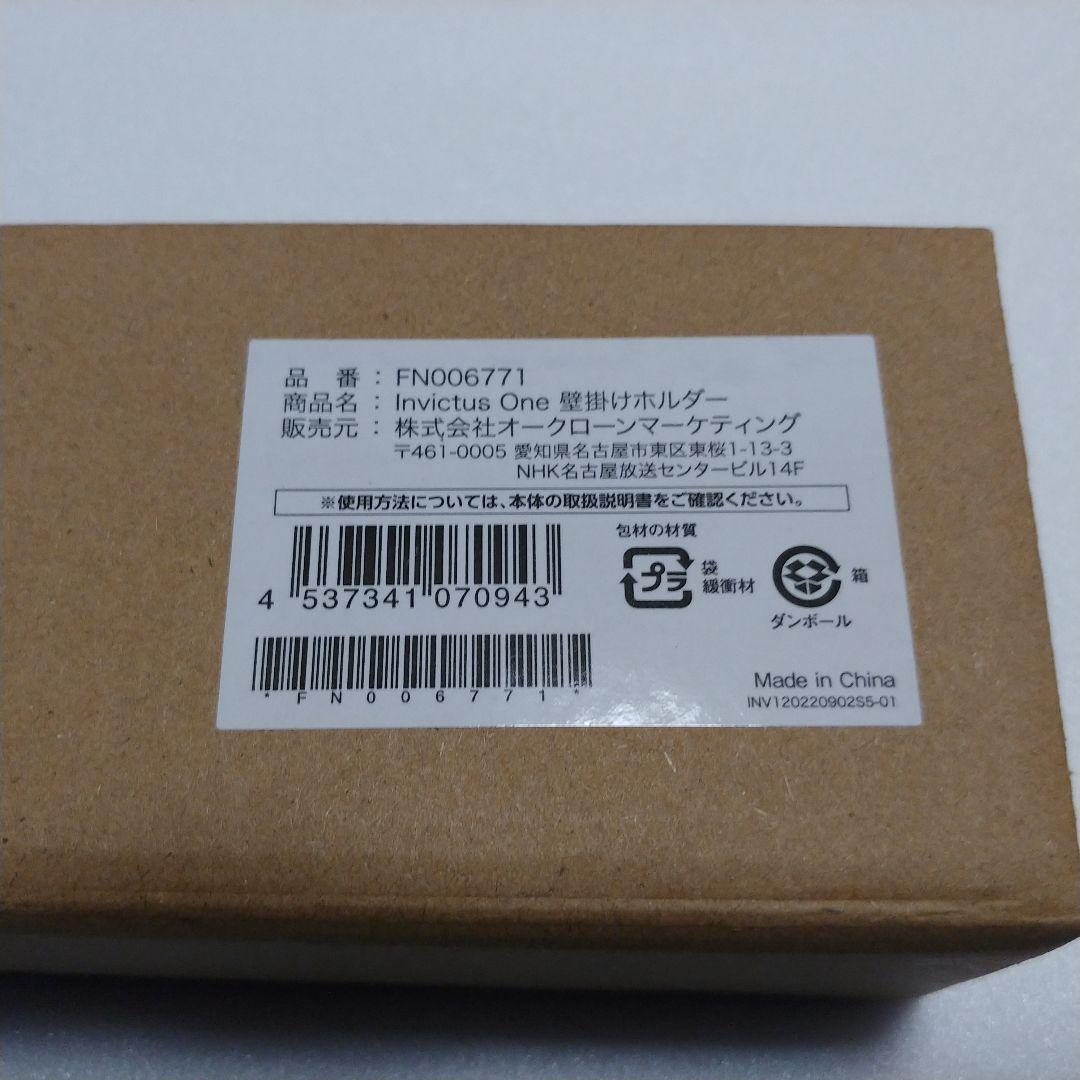 品 番 : FN006771
商品名 : Invictus One 壁掛けホルダー
販売元 : 株式会社オークローンマーケティング
〒461-0005 愛知県名古屋市東区東桜1-13-3
NHK名古屋放送センタービル14F
※使用方法については、本体の取扱説明書をご確認ください。
包材の材質
プラ 袋
緩衝材
箱
ダンボール
4 537341 070943
*FN006771*
Made in China
INV120220902S5-01